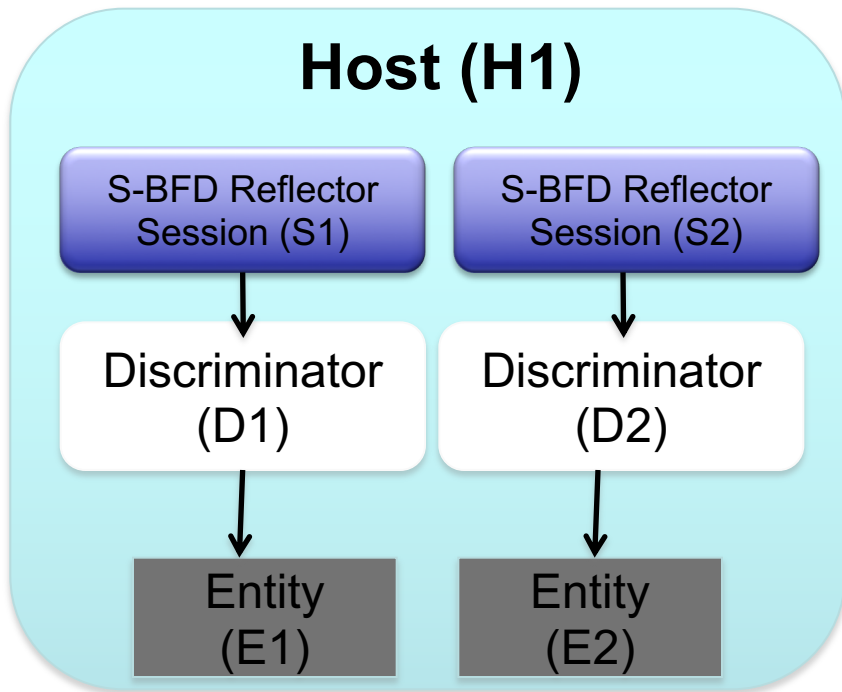 Host (H1)
S-BFD Reflector
Session (S1)
S-BFD Reflector
Session (S2)
Discriminator
(D1)
Discriminator
(D2)
Entity
(E1)
Entity
(E2)